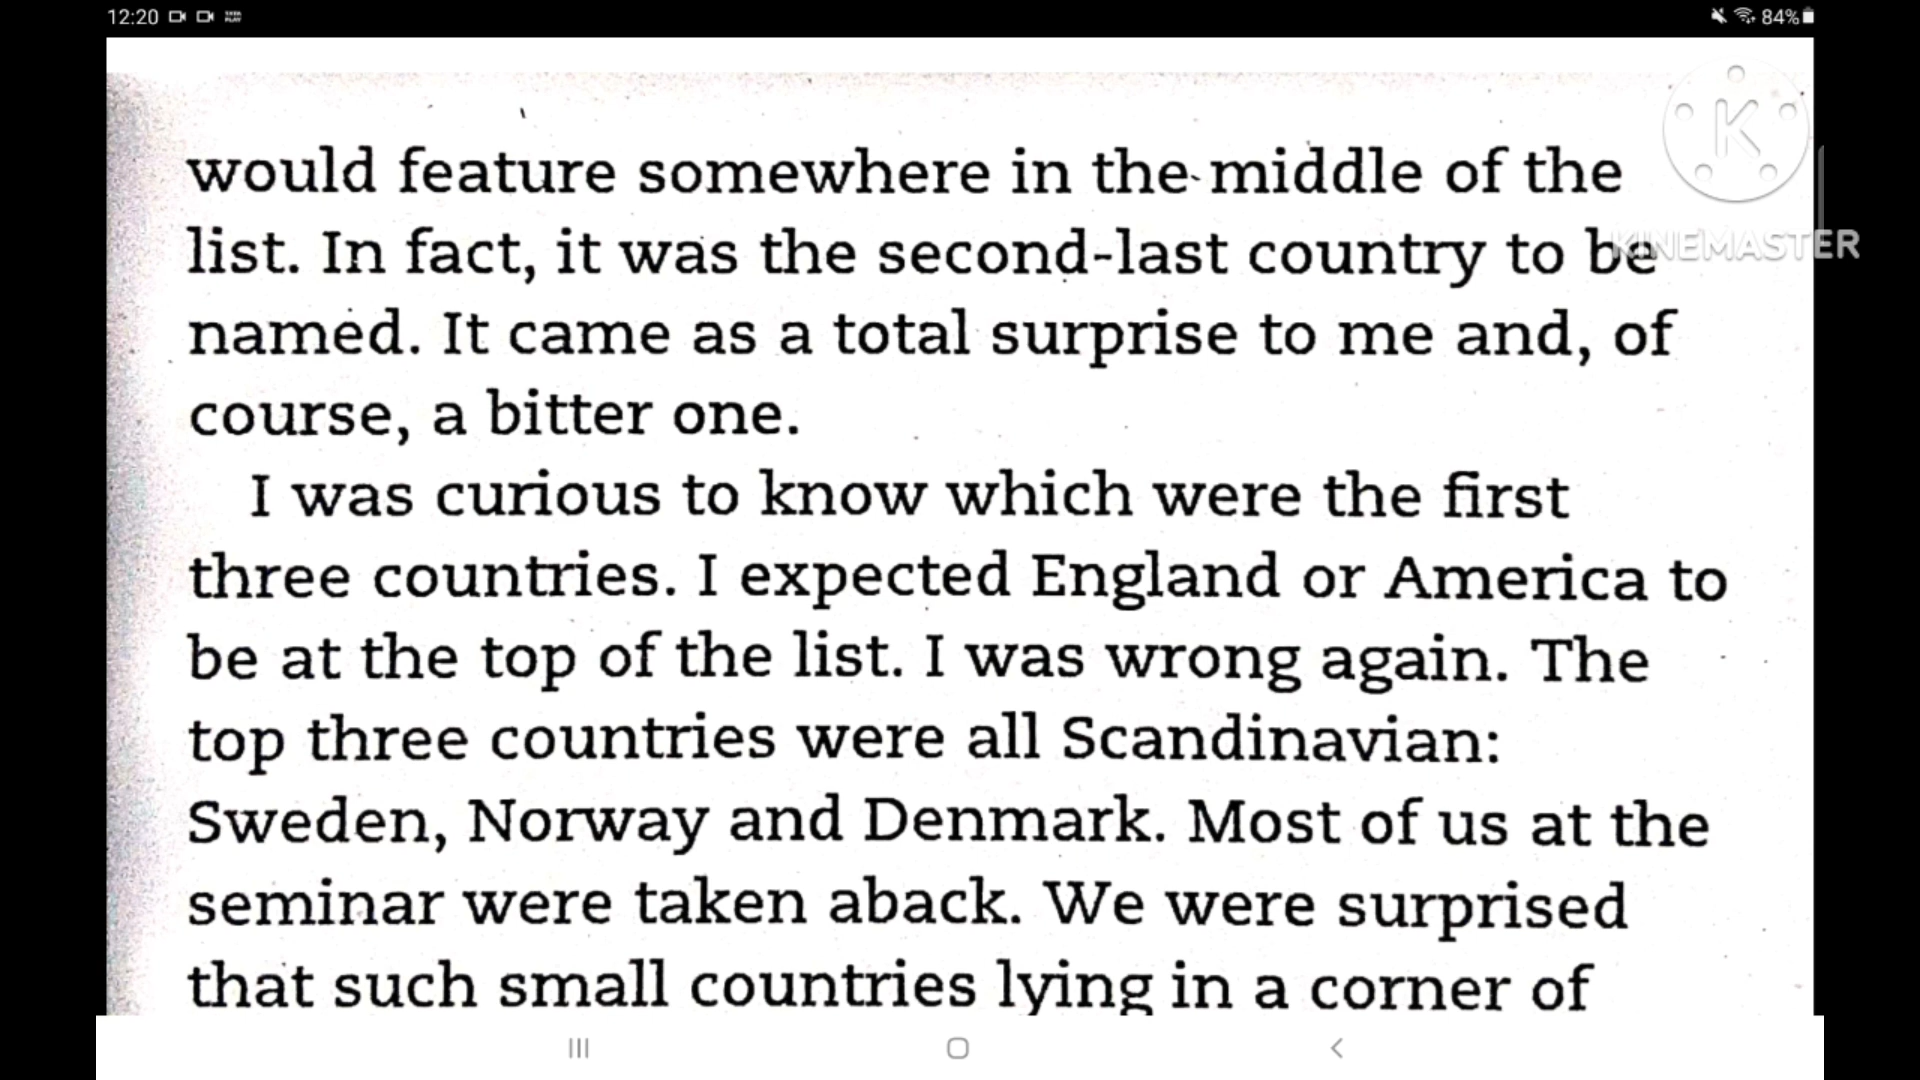 12:20
84%
would feature somewhere in the middle of the
list. In fact, it was the second-last country to be
named. It came as a total surprise to me and, of
course, a bitter one.
I was curious to know which were the first
three countries. I expected England or America to
be at the top of the list. I was wrong again. The
top three countries were all Scandinavian:
Sweden, Norway and Denmark. Most of us at the
seminar were taken aback. We were surprised
that such small countries lying in a corner of
K
KINEMASTER